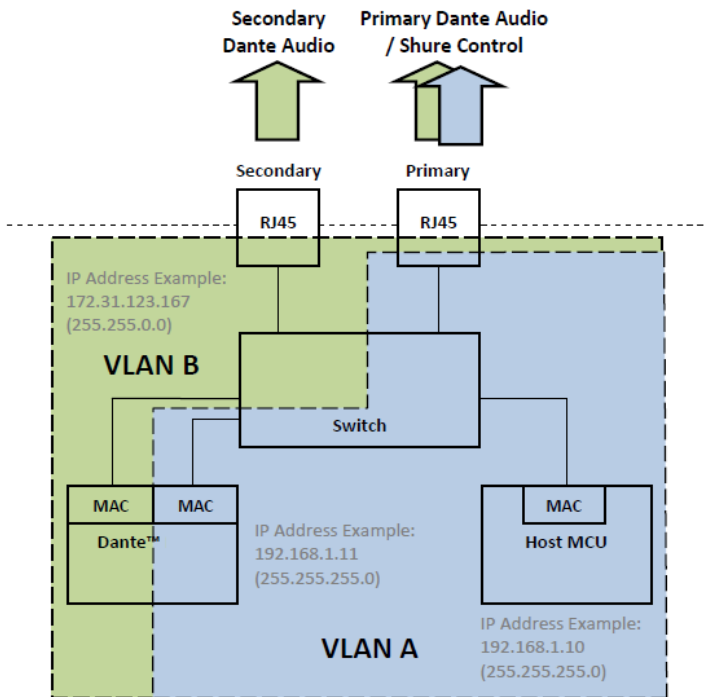 Secondary
Dante Audio
Primary Dante Audio
/ Shure Control
Secondary
Primary
RJ45
RJ45
IP Address Example:
172.31.123.167
(255.255.0.0)
VLAN B
Switch
MAC
MAC
MAC
Dante™
Host MCU
IP Address Example:
192.168.1.11
(255.255.255.0)
IP Address Example:
192.168.1.10
(255.255.255.0)
VLAN A